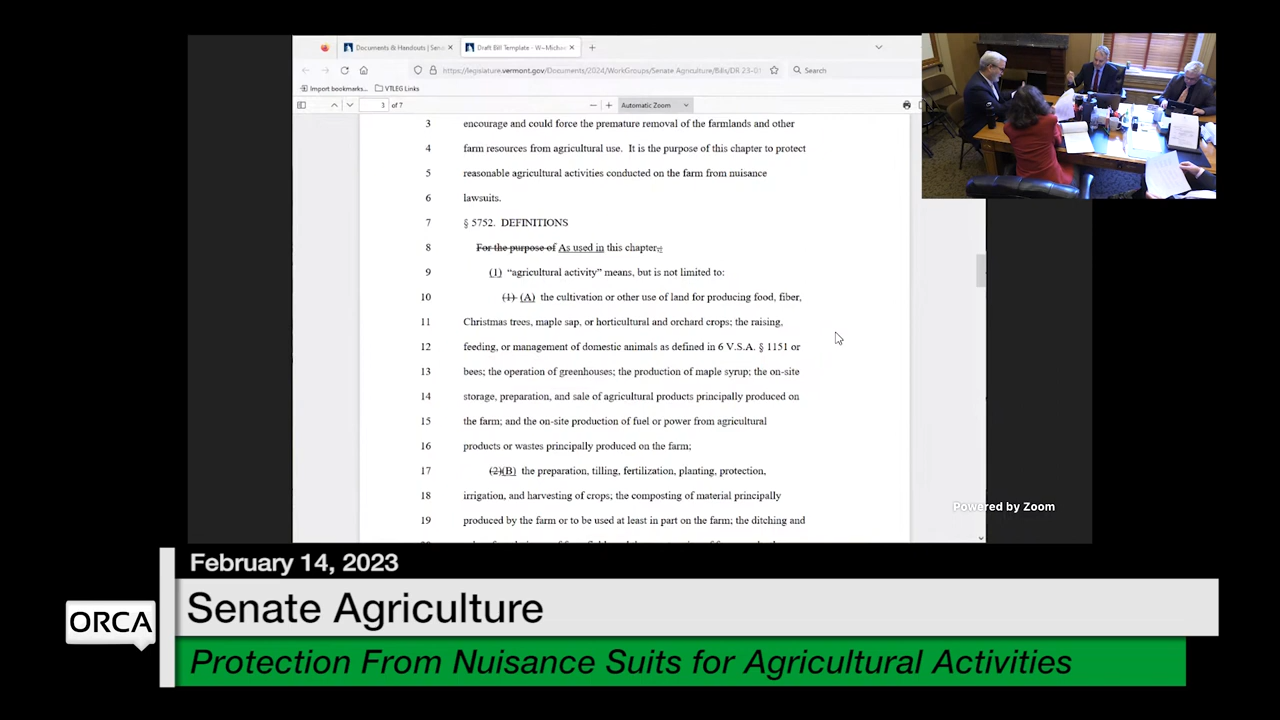 Documents & Handouts | Sena
Draft Bill Template - W~Michae
https://legislature.vermont.gov/Documents/2024/WorkGroups/Senate Agriculture/Bills/DR 23-0
Search
Import bookmarks...
VTLEG Links
3 of 7
Automatic Zoom
3 encourage and could force the premature removal of the farmlands and other
4 farm resources from agricultural use. It is the purpose of this chapter to protect
5 reasonable agricultural activities conducted on the farm from nuisance
6 lawsuits.
7 § 5752. DEFINITIONS
8 For the purpose of As used in this chapter,:
9 (1) “agricultural activity” means, but is not limited to:
10 (1) (A) the cultivation or other use of land for producing food, fiber,
11 Christmas trees, maple sap, or horticultural and orchard crops; the raising,
12 feeding, or management of domestic animals as defined in 6 V.S.A. § 1151 or
13 bees; the operation of greenhouses; the production of maple syrup; the on-site
14 storage, preparation, and sale of agricultural products principally produced on
15 the farm; and the on-site production of fuel or power from agricultural
16 products or wastes principally produced on the farm;
17 (2)(B) the preparation, tilling, fertilization, planting, protection,
18 irrigation, and harvesting of crops; the composting of material principally
19 produced by the farm or to be used at least in part on the farm; the ditching and
Powered by Zoom
February 14, 2023
Senate Agriculture
ORCA
Protection From Nuisance Suits for Agricultural Activities